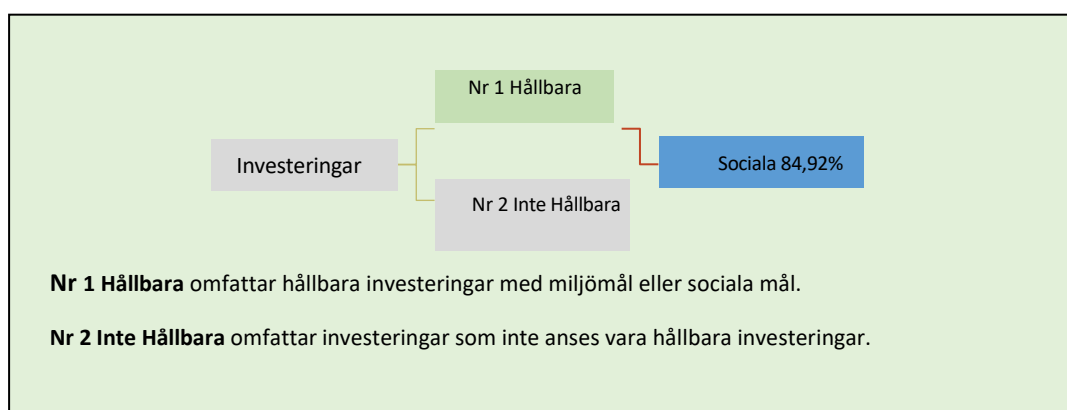 Nr 1 Hållbara
Investeringar
Sociala 84,92%
Nr 2 Inte Hållbara
Nr 1 Hållbara omfattar hållbara investeringar med miljömål eller sociala mål.
Nr 2 Inte Hållbara omfattar investeringar som inte anses vara hållbara investeringar.